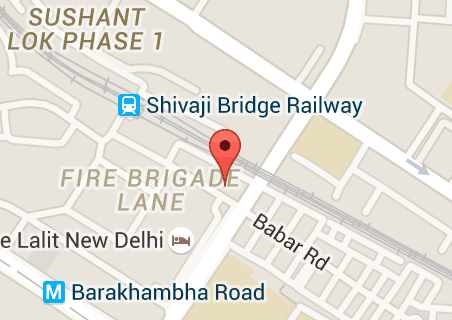 SUSHANT
LOK PHASE 1
Shivaji Bridge Railway
FIRE BRIGADE
LANE
e Lalit New Delhi
Babar Rd
M Barakhambha Road